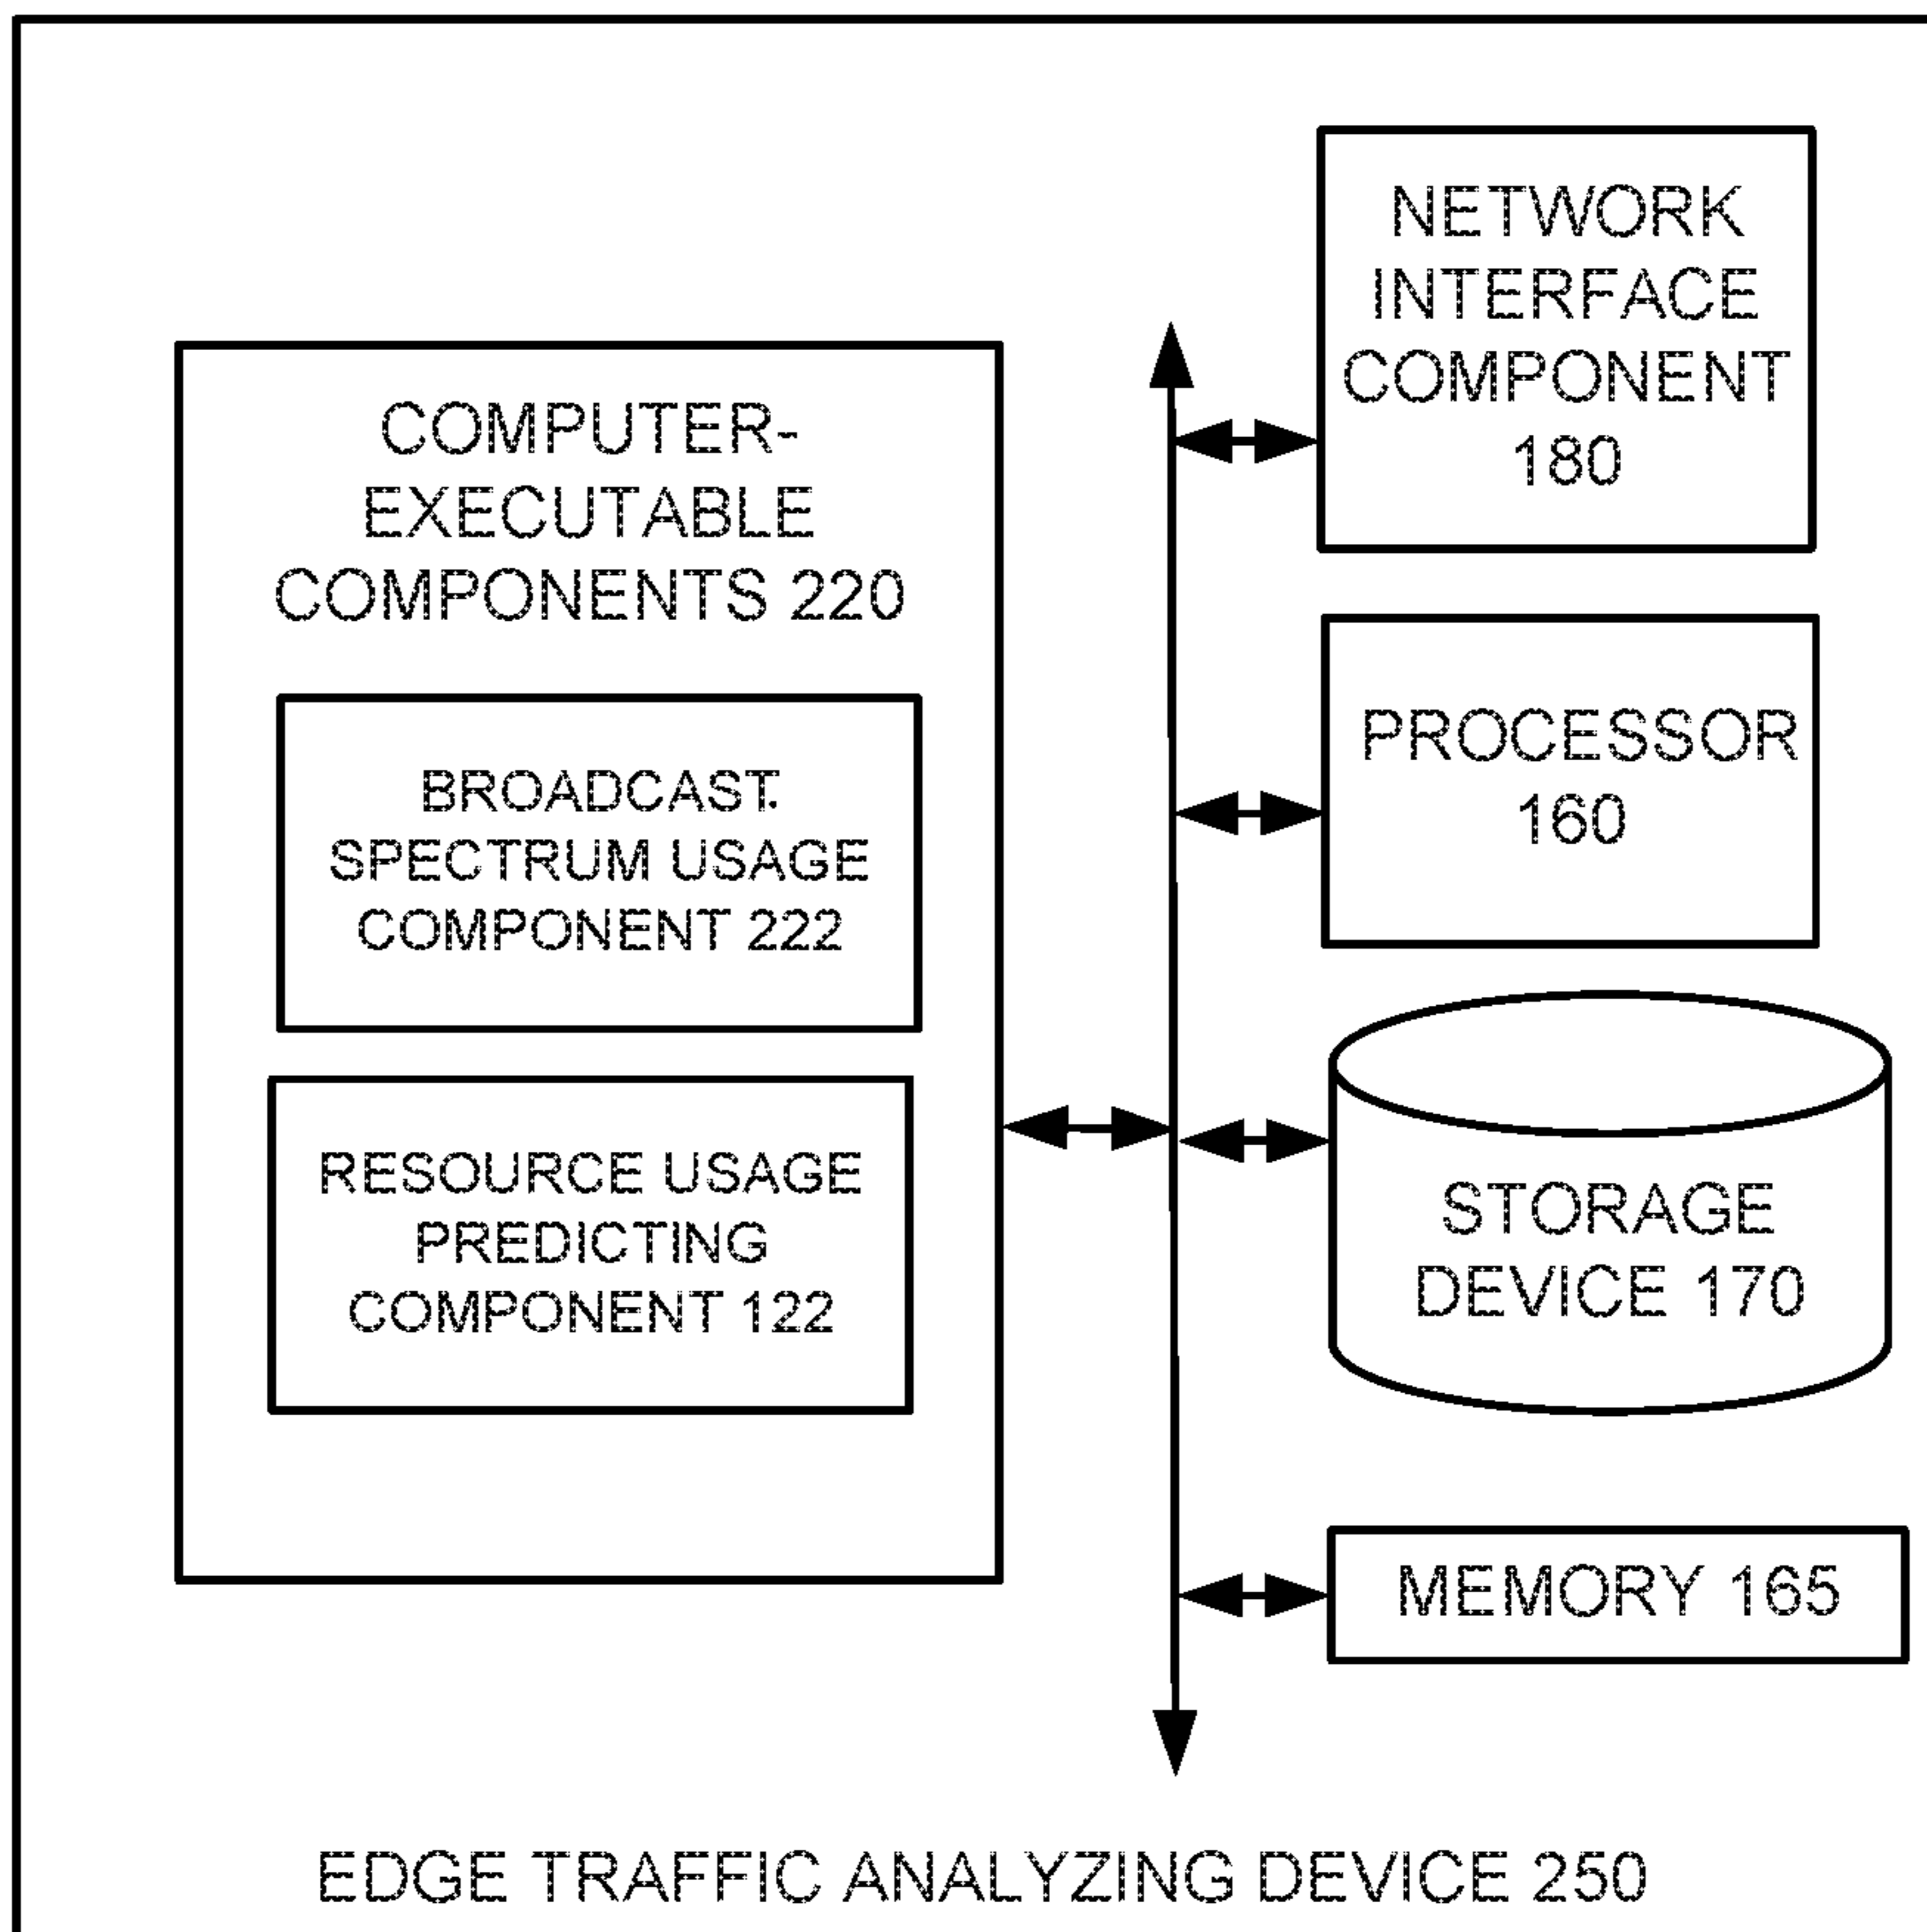 COMPUTER-
EXECUTABLE
COMPONENTS 220
BROADCAST
SPECTRUM USAGE
COMPONENT 222
RESOURCE USAGE
PREDICTING
COMPONENT 122
NETWORK
INTERFACE
COMPONENT
180
PROCESSOR
160
STORAGE
DEVICE 170
MEMORY 165
EDGE TRAFFIC ANALYZING DEVICE 250